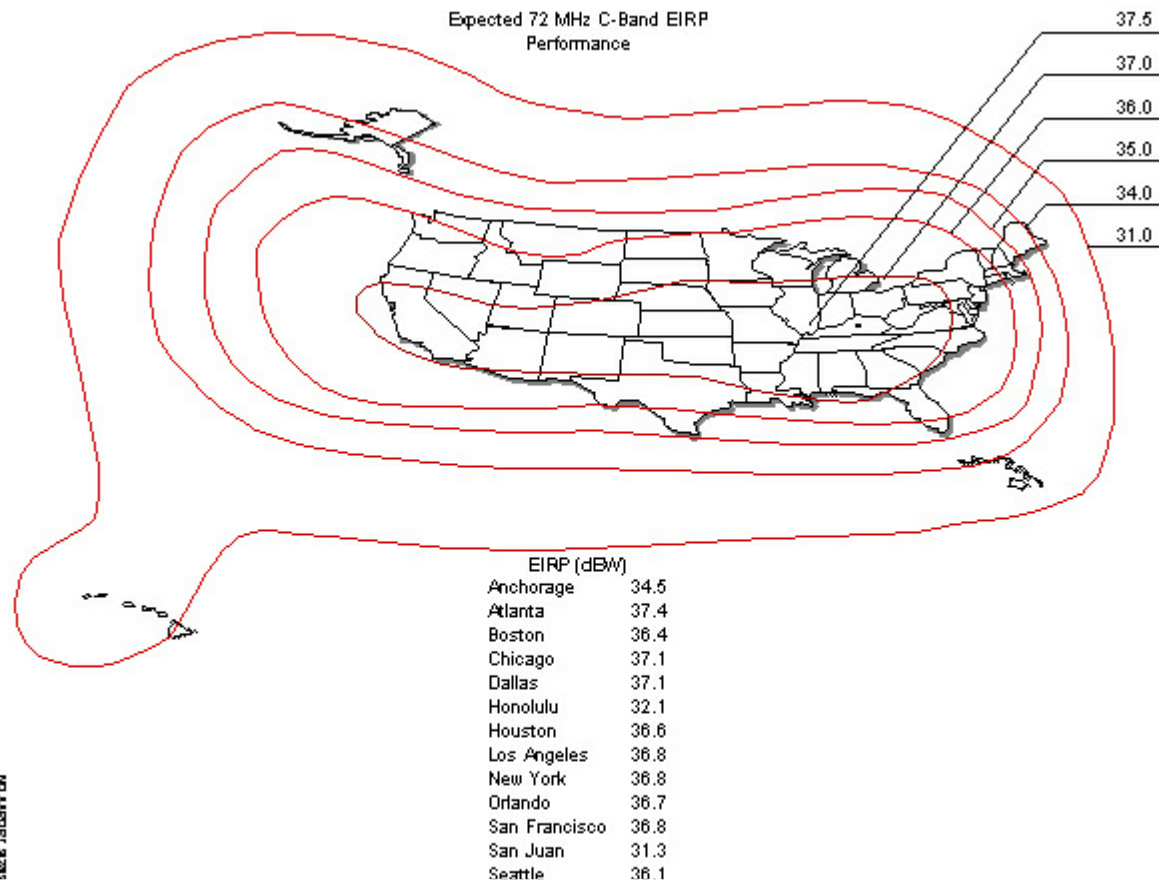 Expected 72 MHz C-Band EIRP
Performance
37.5
37.0
36.0
35.0
34.0
31.0
EIRP (dBW)
Anchorage 34.5
Atlanta 37.4
Boston 36.4
Chicago 37.1
Dallas 37.1
Honolulu 32.1
Houston 36.6
Los Angeles 36.8
New York 36.8
Orlando 36.7
San Francisco 36.8
San Juan 31.3
Seattle 36.1